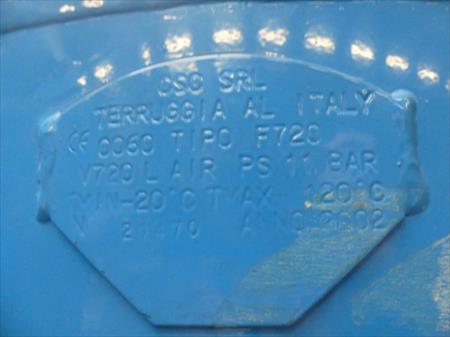 CSC SRL
TERRUGGIA AL ITALY
CE 0060 TIPO F720
V720 L AIR PS 11 BAR
TMIN-20°C TMAX 120°C
N 21470 ANNO 2002